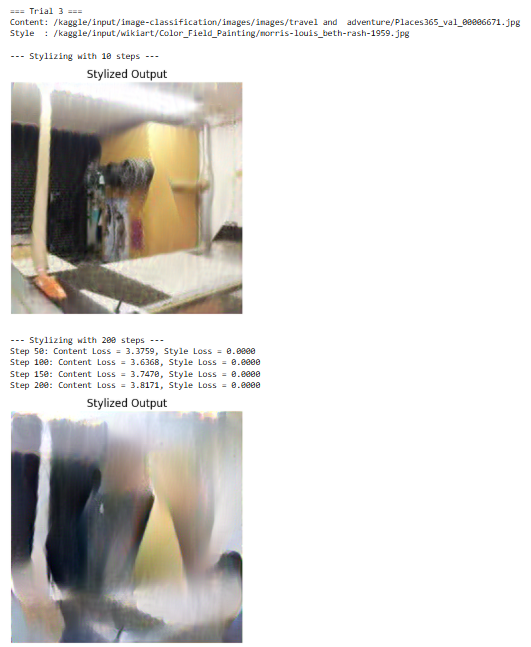 === Trial 3 ===
Content: /kaggle/input/image-classification/images/images/travel and  adventure/Places365_val_00006671.jpg
Style  : /kaggle/input/wikiart/Color_Field_Painting/morris-louis_beth-rash-1959.jpg
--- Stylizing with 10 steps ---
Stylized Output
--- Stylizing with 200 steps ---
Step 50: Content Loss = 3.3759, Style Loss = 0.0000
Step 100: Content Loss = 3.6368, Style Loss = 0.0000
Step 150: Content Loss = 3.7470, Style Loss = 0.0000
Step 200: Content Loss = 3.8171, Style Loss = 0.0000
Stylized Output